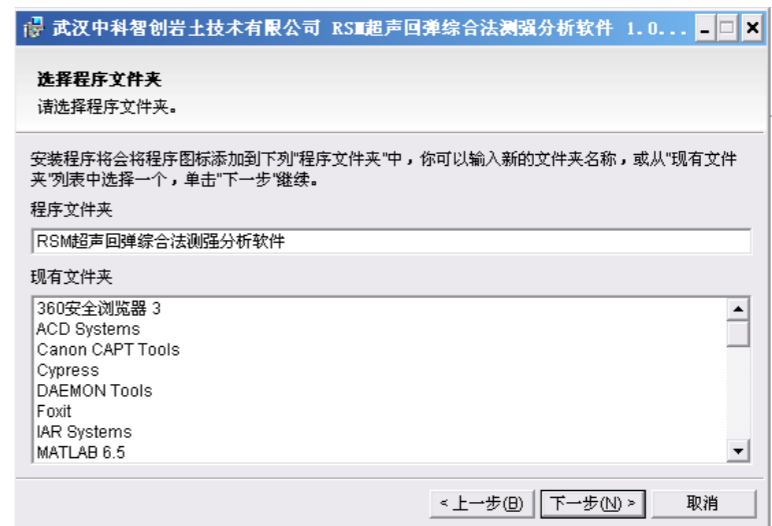 武汉中科智创岩土技术有限公司 RSM超声回弹综合法测强分析软件 1.0...
选择程序文件夹
请选择程序文件夹。
安装程序将会将程序图标添加到下列"程序文件夹"中，你可以输入新的文件夹名称，或从"现有文件
夹"列表中选择一个，单击"下一步"继续。
程序文件夹
RSM超声回弹综合法测强分析软件
现有文件夹
360安全浏览器 3
ACD Systems
Canon CAPT Tools
Cypress
DAEMON Tools
Foxit
IAR Systems
MATLAB 6.5
< 上一步(B) 下一步(N) > 取消